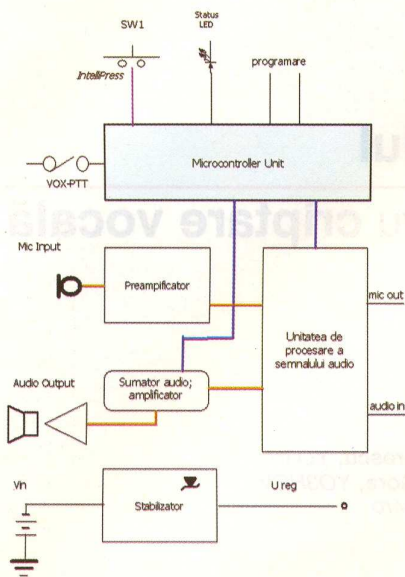 SW1
Status
LED
IntelliPress
programare
Microcontroller Unit
VOX-PTT
Mic Input
Preampificator
mic out
Unitatea de
procesare a
semnalului audio
Audio Output
Sumator audio;
amplificator
audio in
Vin
Stabilizator
U reg